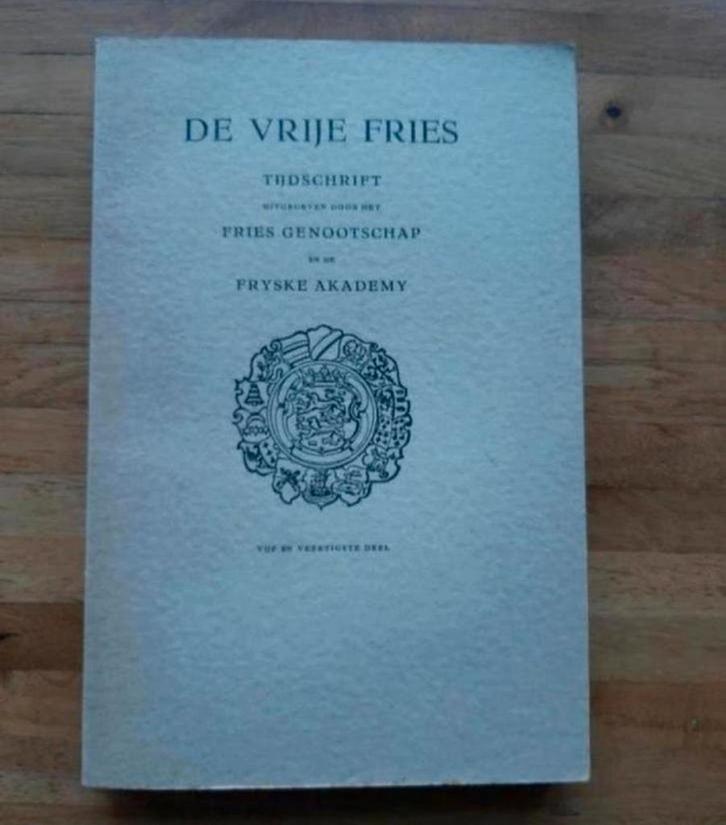 DE VRIJE FRIES
TIJDSCHRIFT
UITGEGEVEN DOOR HET
FRIES GENOOTSCHAP
EN DE
FRYSKE AKADEMY
VIJF EN VEERTIGSTE DEEL